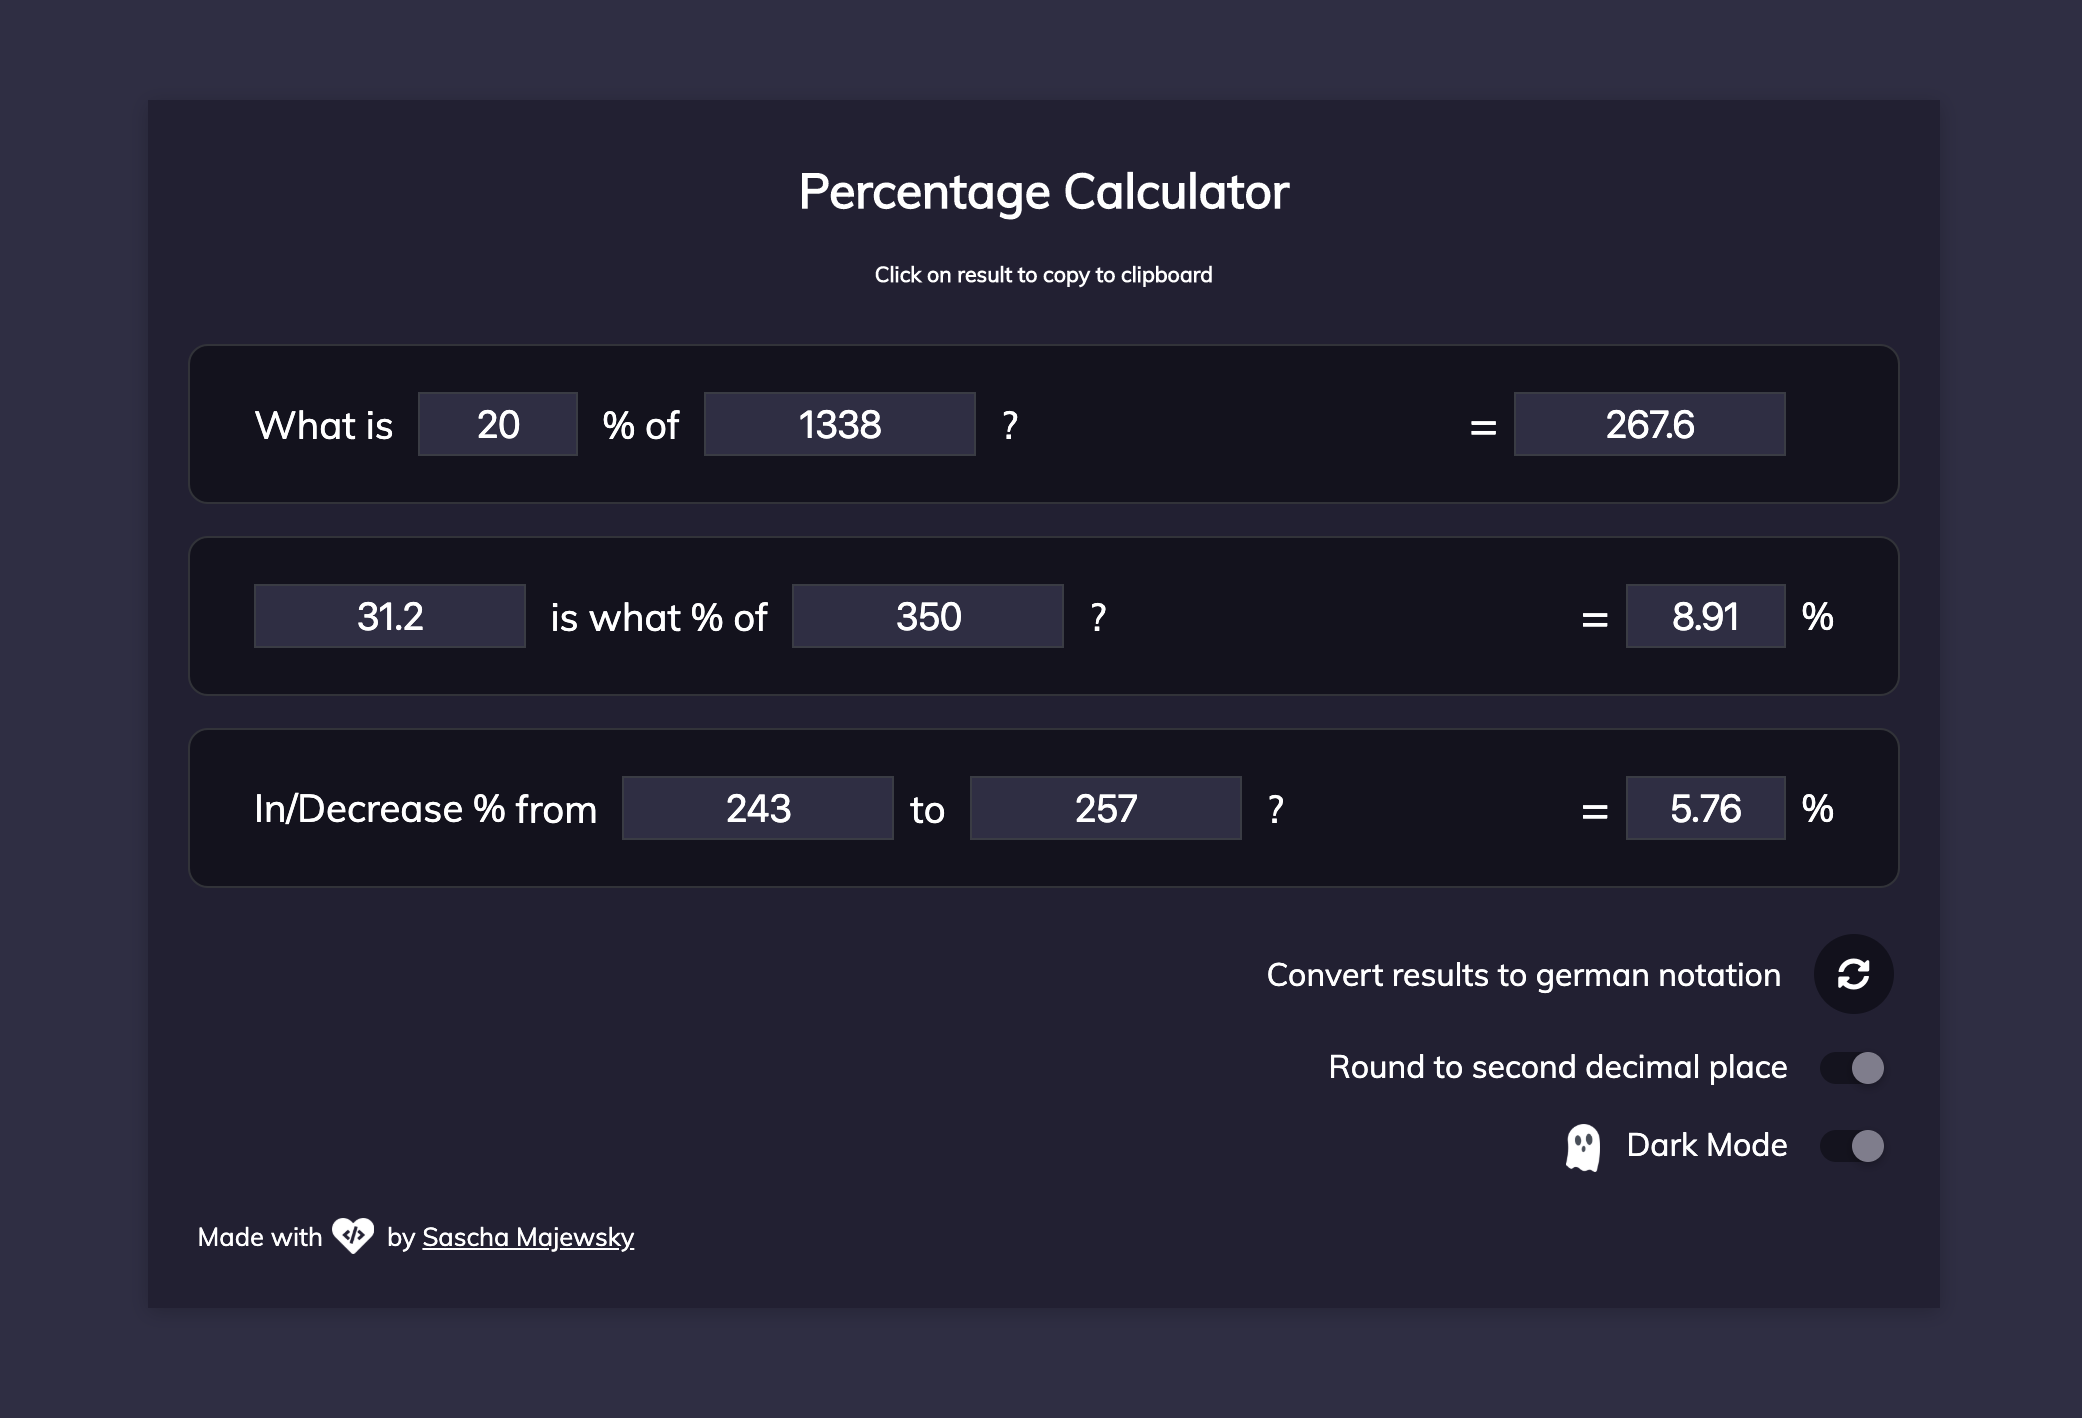 Percentage Calculator
Click on result to copy to clipboard
What is 20 % of 1338 ? = 267.6
31.2 is what % of 350 ? = 8.91 %
In/Decrease % from 243 to 257 ? = 5.76 %
Convert results to german notation
Round to second decimal place
Dark Mode
Made with </> by Sascha Majewsky